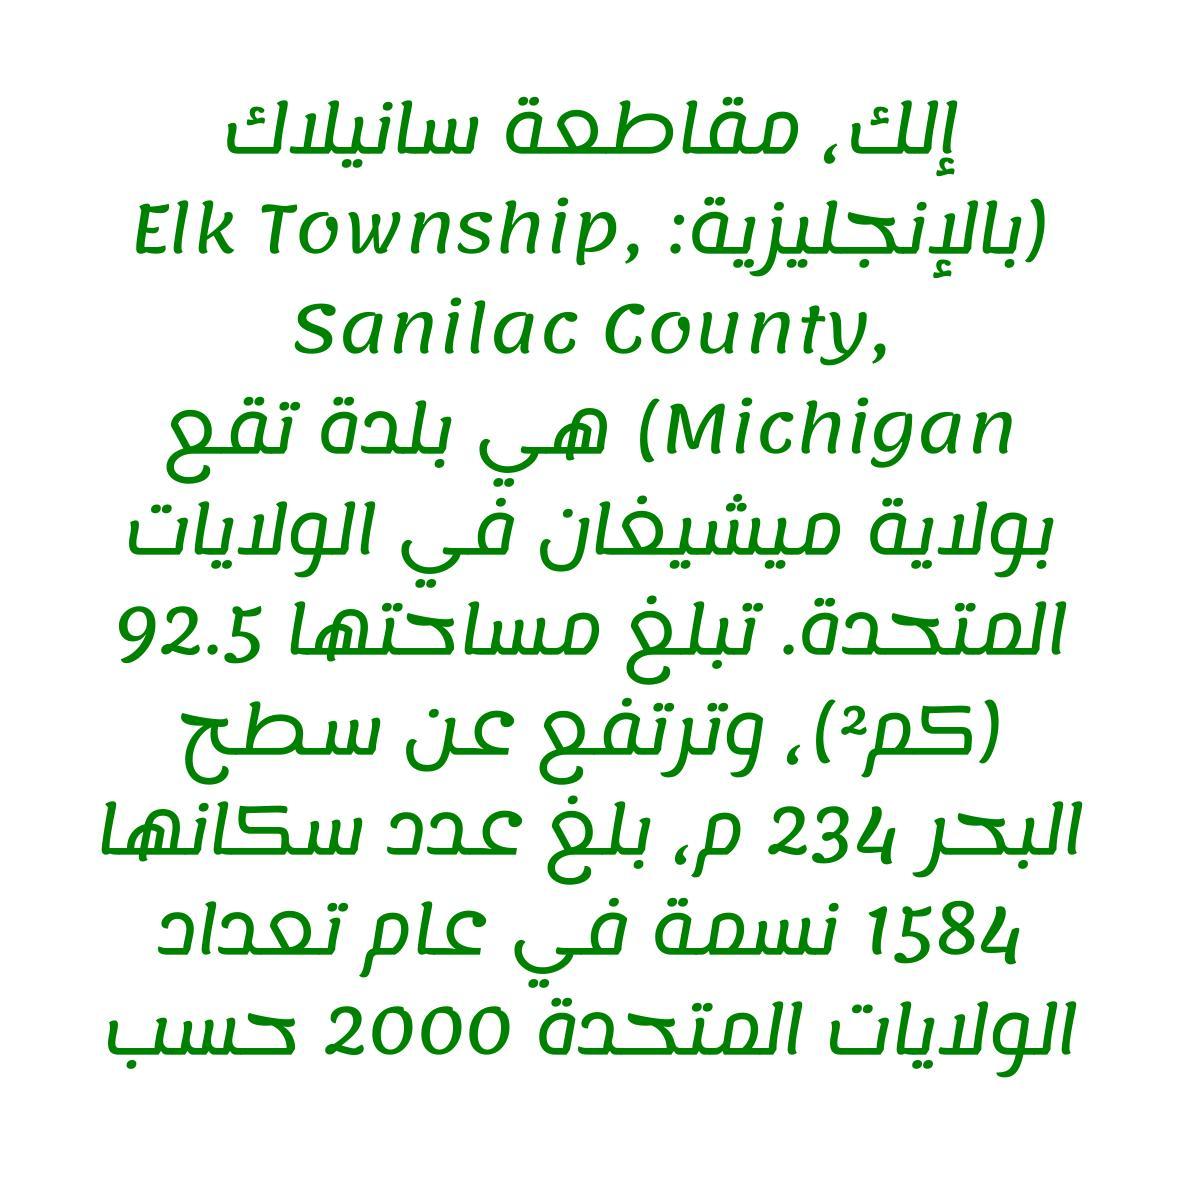 إلك، مقاطعة سانيلاك
(بالإنجليزية: Elk Township,
Sanilac County,
Michigan) هي بلدة تقع
بولاية ميشيغان في الولايات
المتحدة. تبلغ مساحتها 92.5
(كم²)، وترتفع عن سطح
البحر 234 م، بلغ عدد سكانها
1584 نسمة في عام تعداد
الولايات المتحدة 2000 حسب